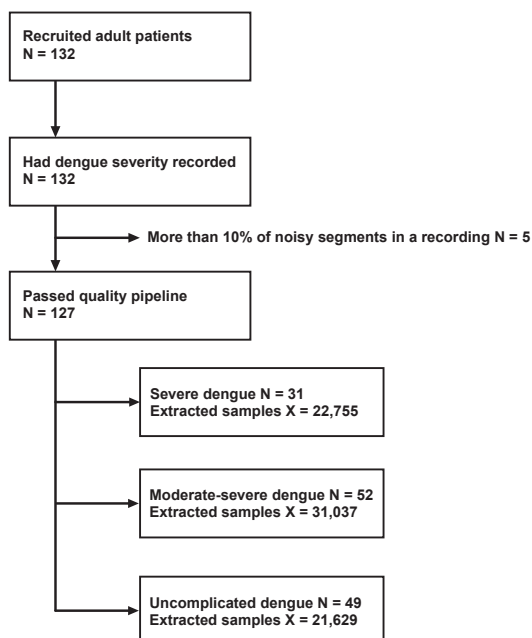 Recruited adult patients
N = 132
Had dengue severity recorded
N = 132
More than 10% of noisy segments in a recording N = 5
Passed quality pipeline
N = 127
Severe dengue N = 31
Extracted samples X = 22,755
Moderate-severe dengue N = 52
Extracted samples X = 31,037
Uncomplicated dengue N = 49
Extracted samples X = 21,629